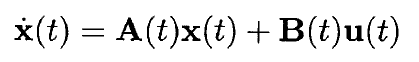 ẋ(t) = A(t)x(t) + B(t)u(t)